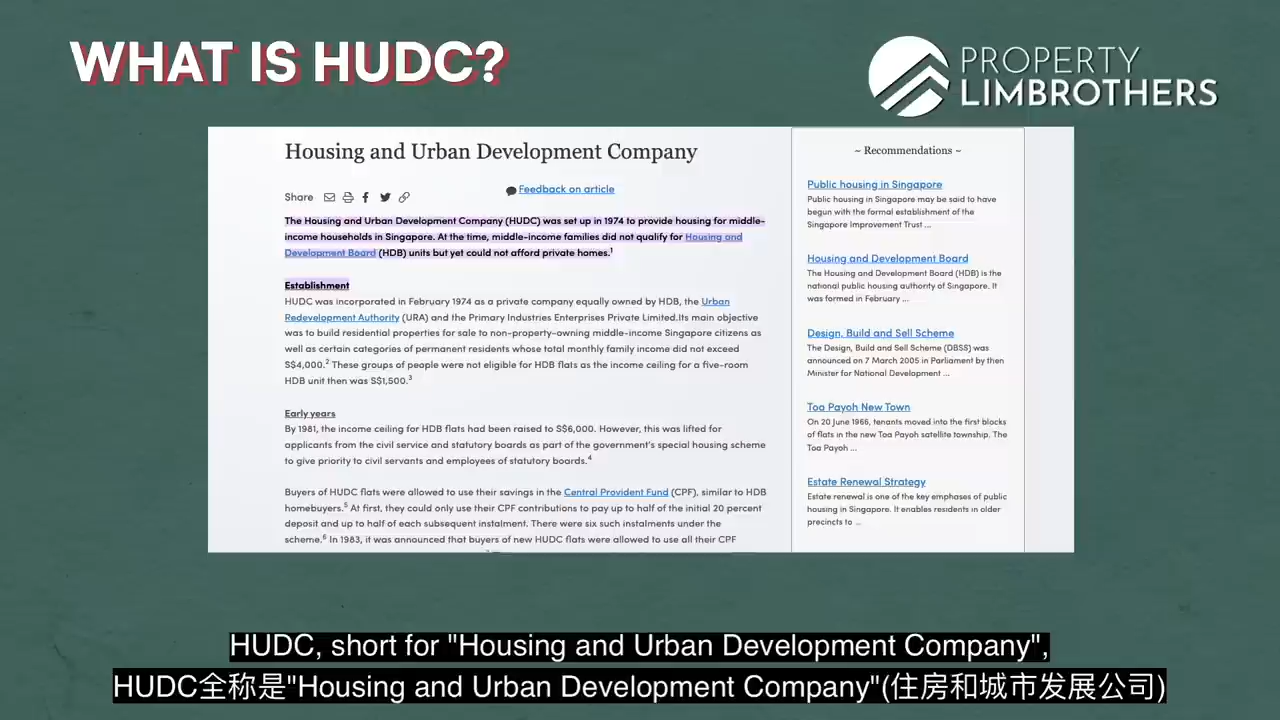 WHAT IS HUDC?
PROPERTY
LIMBROTHERS
Housing and Urban Development Company
Share
Feedback on article
The Housing and Urban Development Company (HUDC) was set up in 1974 to provide housing for middle-
income households in Singapore. At the time, middle-income families did not qualify for Housing and
Development Board (HDB) units but yet could not afford private homes.1
Establishment
HUDC was incorporated in February 1974 as a private company equally owned by HDB, the Urban
Redevelopment Authority (URA) and the Primary Industries Enterprises Private Limited.Its main objective
was to build residential properties for sale to non-property-owning middle-income Singapore citizens as
well as certain categories of permanent residents whose total monthly family income did not exceed
S$4,000.2 These groups of people were not eligible for HDB flats as the income ceiling for a five-room
HDB unit then was S$1,500.3
Early years
By 1981, the income ceiling for HDB flats had been raised to S$6,000. However, this was lifted for
applicants from the civil service and statutory boards as part of the government's special housing scheme
to give priority to civil servants and employees of statutory boards.4
Buyers of HUDC flats were allowed to use their savings in the Central Provident Fund (CPF), similar to HDB
homebuyers.5 At first, they could only use their CPF contributions to pay up to half of the initial 20 percent
deposit and up to half of each subsequent instalment. There were six such instalments under the
scheme.6 In 1983, it was announced that buyers of new HUDC flats were allowed to use all their CPF
~ Recommendations ~
Public housing in Singapore
Public housing in Singapore may be said to have
begun with the formal establishment of the
Singapore Improvement Trust ...
Housing and Development Board
The Housing and Development Board (HDB) is the
national public housing authority of Singapore. It
was formed in February ...
Design, Build and Sell Scheme
The Design, Build and Sell Scheme (DBSS) was
announced on 7 March 2005 in Parliament by then
Minister for National Development ...
Toa Payoh New Town
On 20 June 1966, tenants moved into the first blocks
of flats in the new Toa Payoh satellite township. The
Toa Payoh ...
Estate Renewal Strategy
Estate renewal is one of the key emphases of public
housing in Singapore. It enables residents in older
precincts to ...
HUDC, short for "Housing and Urban Development Company",
HUDC全称是"Housing and Urban Development Company"(住房和城市发展公司)